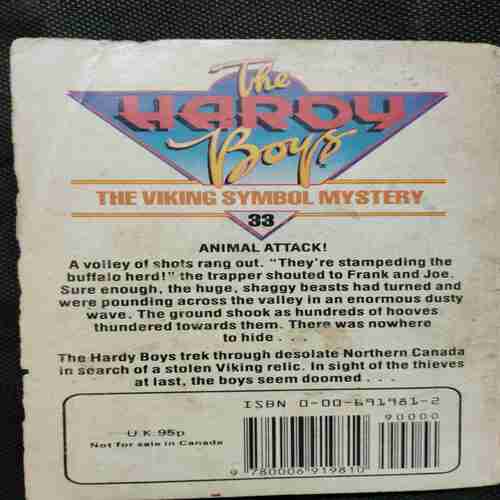 The
HARDY
Boys
THE VIKING SYMBOL MYSTERY
33
ANIMAL ATTACK!
A volley of shots rang out. "They're stampeding the
buffalo herd!" the trapper shouted to Frank and Joe.
Sure enough, the huge, shaggy beasts had turned and
were pounding across the valley in an enormous dusty
wave. The ground shook as hundreds of hooves
thundered towards them. There was nowhere
to hide . . .
The Hardy Boys trek through desolate Northern Canada
in search of a stolen Viking relic. In sight of the thieves
at last, the boys seem doomed . . .
ISBN 0-00-691981-2
90000
U.K. 95p
Not for sale in Canada
9 780006 919810